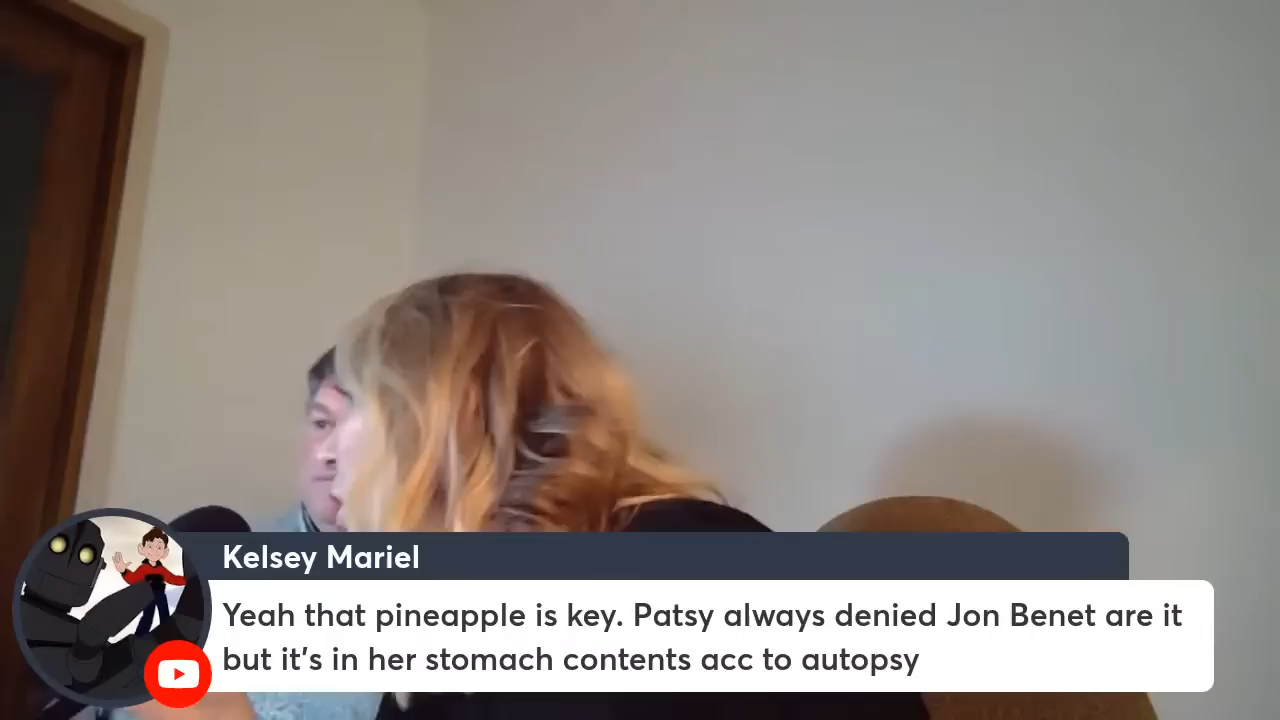 Kelsey Mariel
Yeah that pineapple is key. Patsy always denied Jon Benet are it
but it's in her stomach contents acc to autopsy